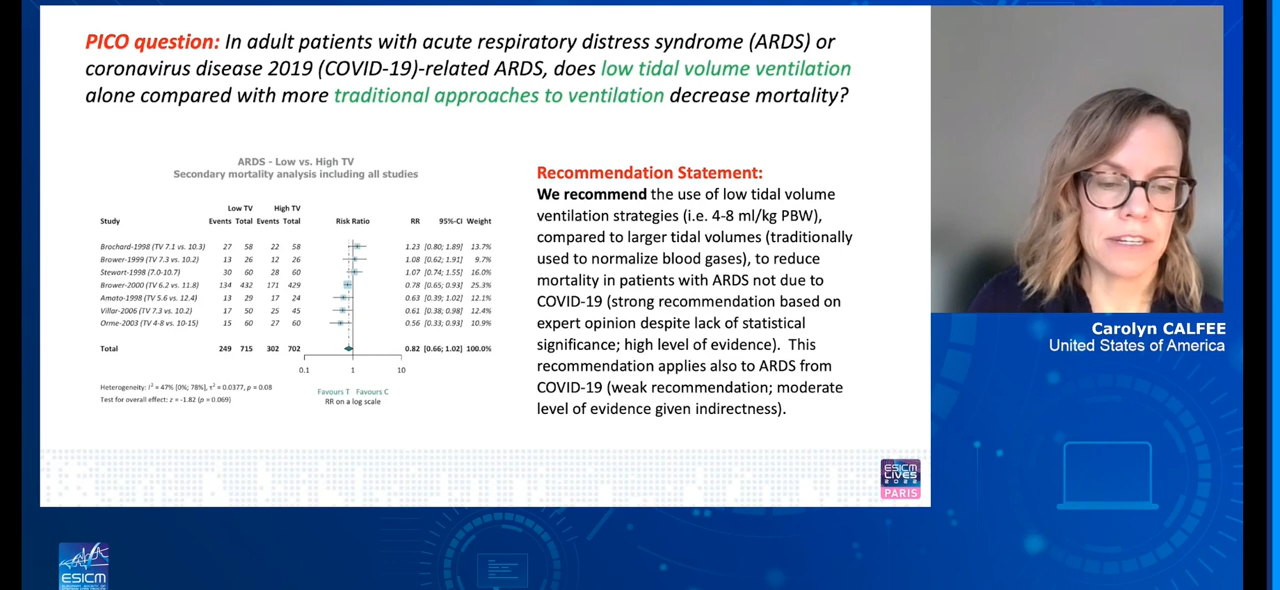 PICO question: In adult patients with acute respiratory distress syndrome (ARDS) or
coronavirus disease 2019 (COVID-19)-related ARDS, does low tidal volume ventilation
alone compared with more traditional approaches to ventilation decrease mortality?
ARDS - Low vs. High TV
Secondary mortality analysis including all studies
Low TV High TV
Study Events Total Events Total Risk Ratio RR 95%-CI Weight
Brochard-1998 (TV 7.1 vs. 10.3) 27 58 22 58 1.23 [0.80; 1.89] 13.7%
Brower-1999 (TV 7.3 vs. 10.2) 13 26 12 26 1.08 [0.62; 1.91] 9.7%
Stewart-1998 (7.0-10.7) 30 60 28 60 1.07 [0.74; 1.55] 16.0%
Brower-2000 (TV 6.2 vs. 11.8) 134 432 171 429 0.78 [0.65; 0.93] 25.3%
Amato-1998 (TV 5.6 vs. 12.4) 13 29 17 24 0.63 [0.39; 1.02] 12.1%
Villar-2006 (TV 7.3 vs. 10.2) 17 50 25 45 0.61 [0.38; 0.98] 12.4%
Orme-2003 (TV 4-8 vs. 10-15) 15 60 27 60 0.56 [0.33; 0.93] 10.9%
Total 249 715 302 702 0.82 [0.66; 1.02] 100.0%
0.1 1 10
Heterogeneity: I² = 47% [0%; 78%], τ² = 0.0377, p = 0.08
Test for overall effect: z = -1.82 (p = 0.069)
Favours T Favours C
RR on a log scale
Recommendation Statement:
We recommend the use of low tidal volume
ventilation strategies (i.e. 4-8 ml/kg PBW),
compared to larger tidal volumes (traditionally
used to normalize blood gases), to reduce
mortality in patients with ARDS not due to
COVID-19 (strong recommendation based on
expert opinion despite lack of statistical
significance; high level of evidence). This
recommendation applies also to ARDS from
COVID-19 (weak recommendation; moderate
level of evidence given indirectness).
Carolyn CALFEE
United States of America
ESICM
LIVES
2022
PARIS
ESICM